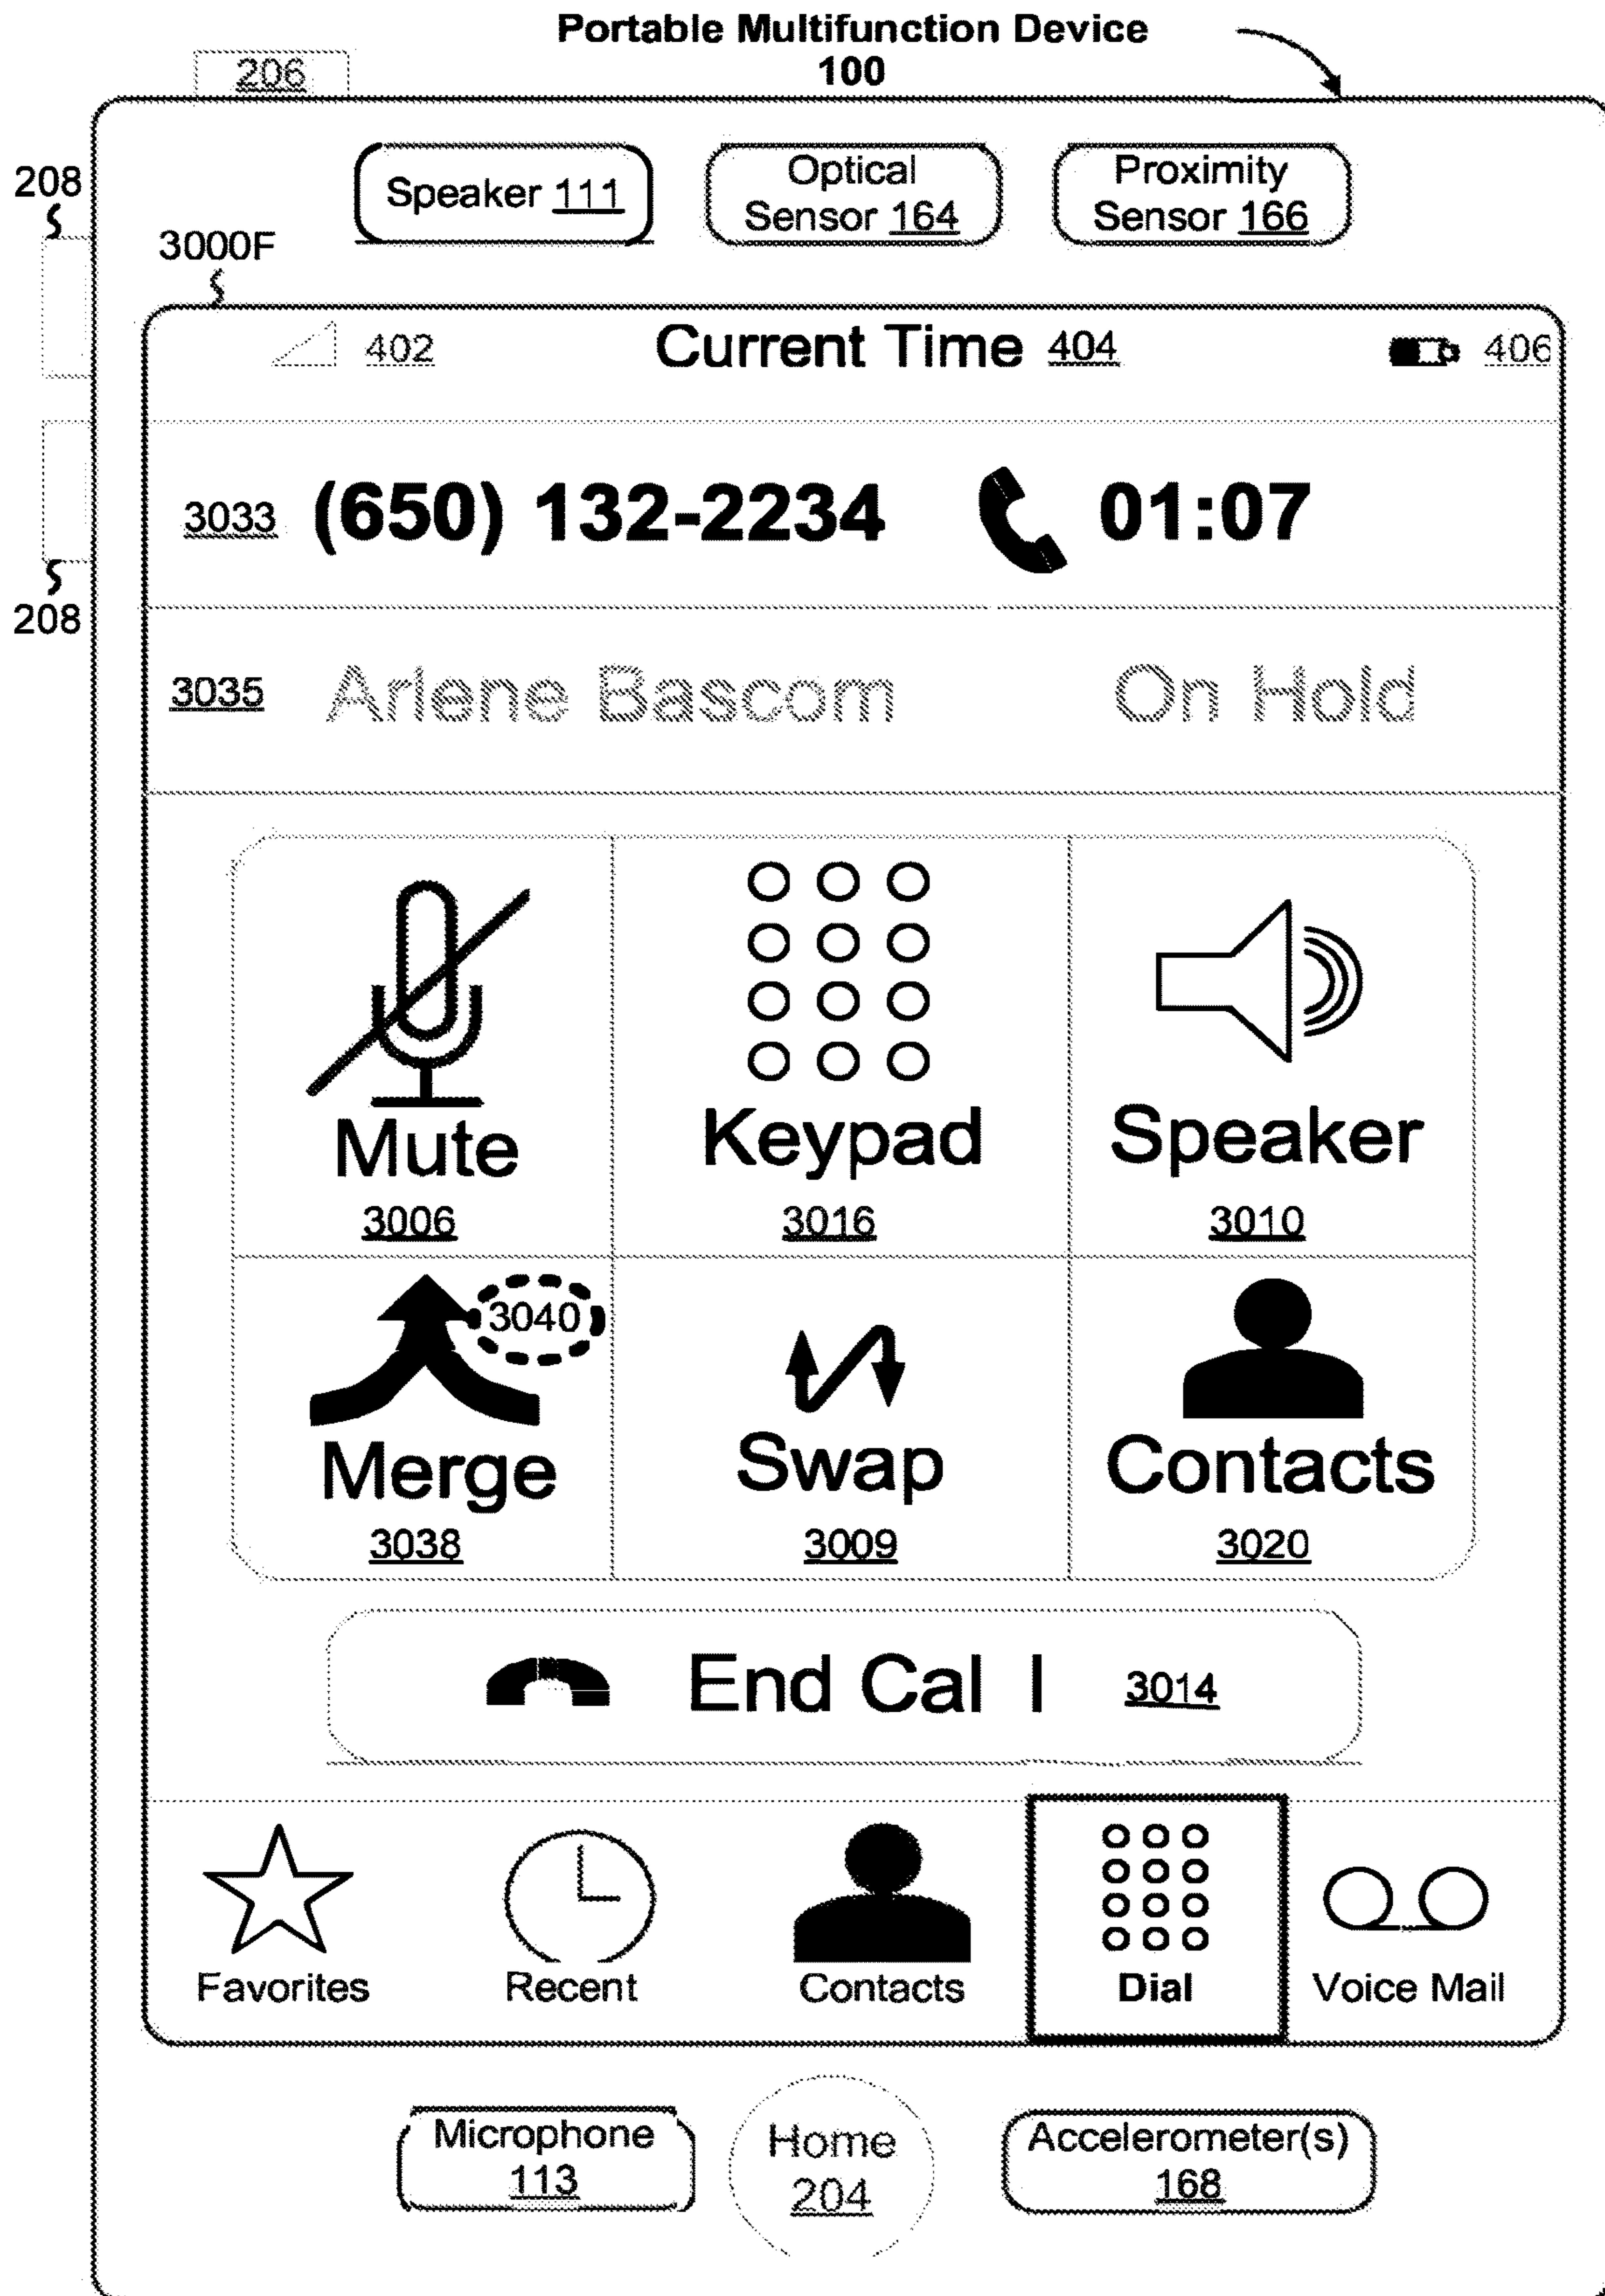 Portable Multifunction Device
100
206
208
Speaker 111
Optical
Sensor 164
Proximity
Sensor 166
3000F
402
Current Time 404
406
3033 (650) 132-2234 01:07
208
3035 Arlene Bascom On Hold
Mute
3006
Keypad
3016
Speaker
3010
3040
Merge
3038
Swap
3009
Contacts
3020
End Cal l 3014
Favorites
Recent
Contacts
Dial
Voice Mail
Microphone
113
Home
204
Accelerometer(s)
168